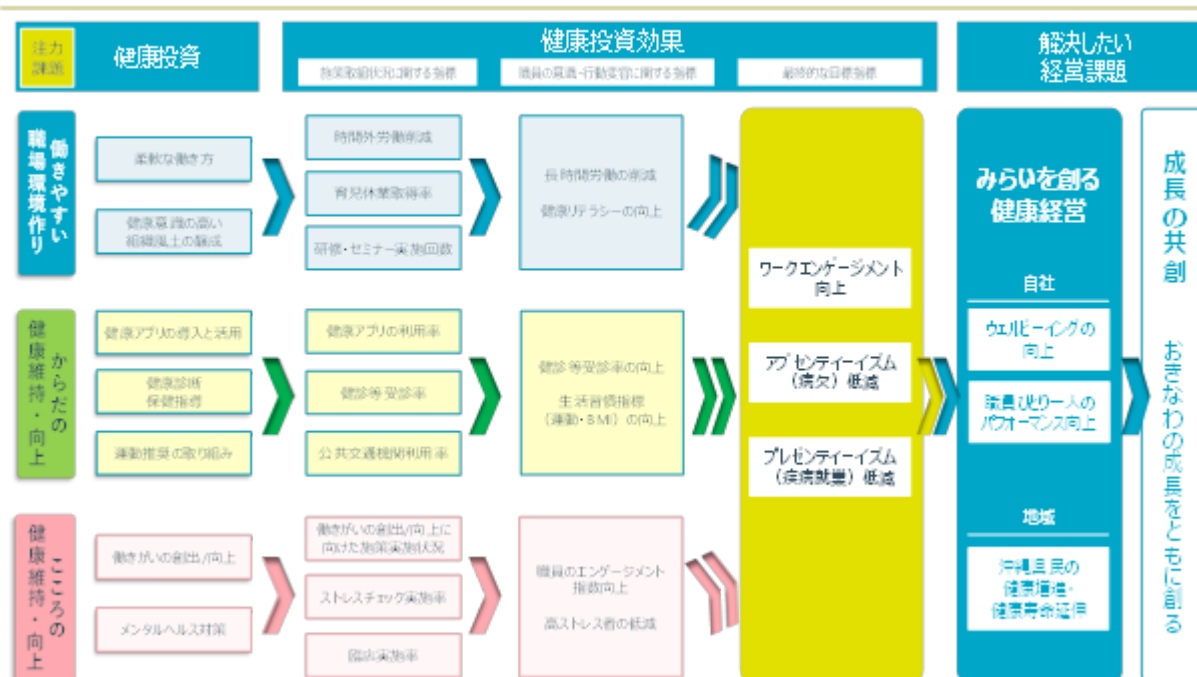 注力
課題
健康投資
健康投資効果
施策取組状況に関する指標
職員の意識・行動変容に関する指標
最終的な目標指標
解決したい
経営課題
働きやすい
職場環境作り
柔軟な働き方
健康意識の高い
組織風土の醸成
時間外労働削減
育児休業取得率
研修・セミナー実施回数
長時間労働の削減
健康リテラシーの向上
からだの
健康維持・向上
健康アプリの導入と活用
健康診断
保健指導
運動推奨の取り組み
健康アプリの利用率
健診等受診率
公共交通機関利用率
健診等受診率の向上
生活習慣指標
(運動・BMI)の向上
こころの
健康維持・向上
働きがいの創出/向上
メンタルヘルス対策
働きがいの創出/向上に
向けた施策実施状況
ストレスチェック実施率
臨店実施率
職員のエンゲージメント
指数向上
高ストレス者の低減
ワークエンゲージメント
向上
アブセンティーイズム
(病欠)低減
プレゼンティーイズム
(疾病就業)低減
みらいを創る
健康経営
自社
ウェルビーイングの
向上
職員ひとり一人の
パフォーマンス向上
地域
沖縄県民の
健康増進・
健康寿命延伸
成長の共創 おきなわの成長をともに創る